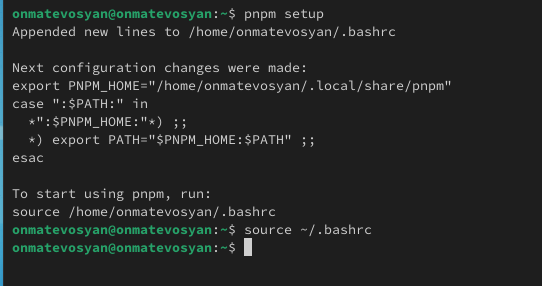 onmatevosyan@onmatevosyan:~$ pnpm setup
Appended new lines to /home/onmatevosyan/.bashrc

Next configuration changes were made:
export PNPM_HOME="/home/onmatevosyan/.local/share/pnpm"
case ":$PATH:" in
  *":$PNPM_HOME:"*) ;;
  *) export PATH="$PNPM_HOME:$PATH" ;;
esac

To start using pnpm, run:
source /home/onmatevosyan/.bashrc
onmatevosyan@onmatevosyan:~$ source ~/.bashrc
onmatevosyan@onmatevosyan:~$